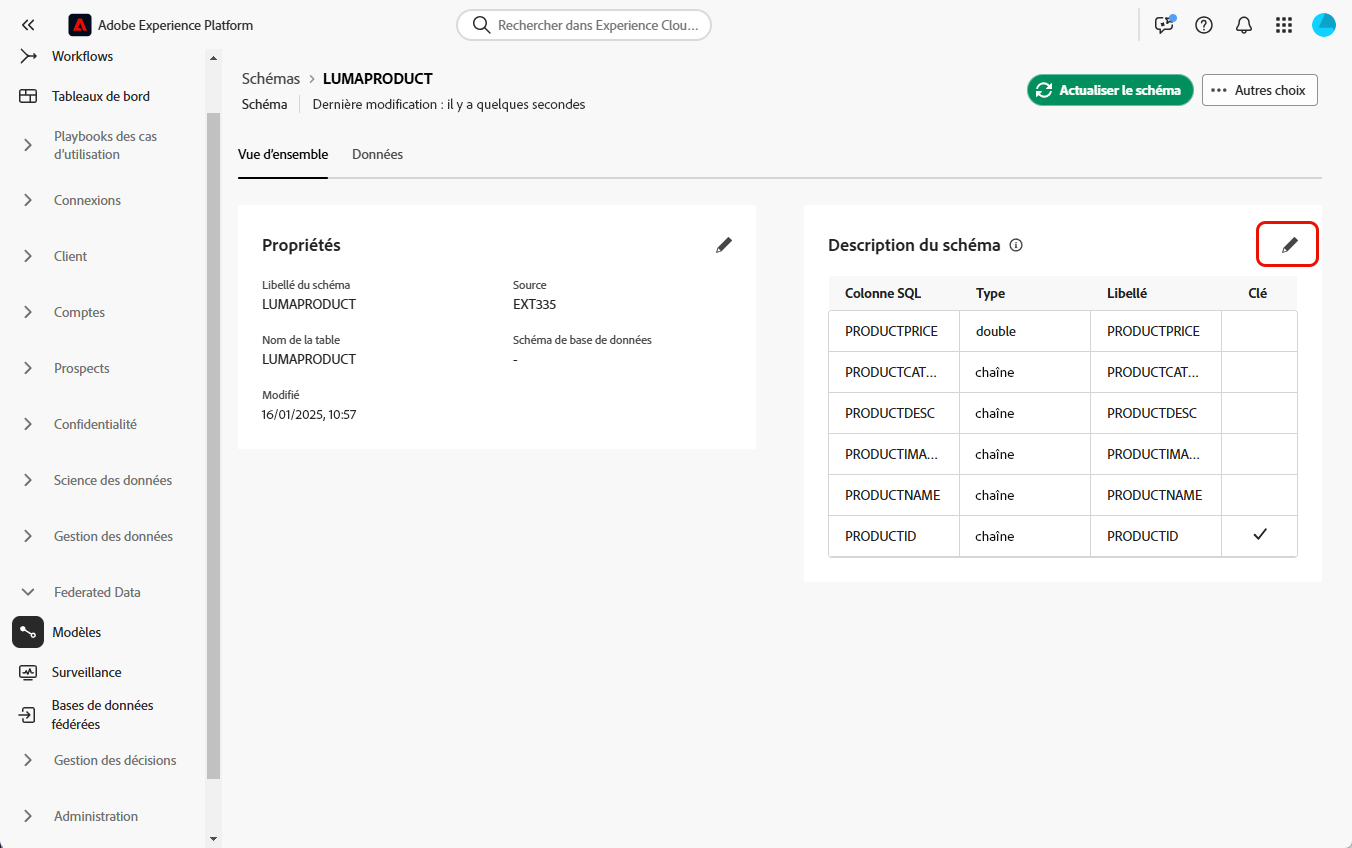 Adobe Experience Platform
Rechercher dans Experience Clou...
Workflows
Tableaux de bord
Playbooks des cas
d'utilisation
Connexions
Client
Comptes
Prospects
Confidentialité
Science des données
Gestion des données
Federated Data
Modèles
Surveillance
Bases de données
fédérées
Gestion des décisions
Administration
Schémas > LUMAPRODUCT
Schéma Dernière modification : il y a quelques secondes
Actualiser le schéma
••• Autres choix
Vue d'ensemble Données
Propriétés
Libellé du schéma Source
LUMAPRODUCT EXT335
Nom de la table Schéma de base de données
LUMAPRODUCT -
Modifié
16/01/2025, 10:57
Description du schéma
Colonne SQL Type Libellé Clé
PRODUCTPRICE double PRODUCTPRICE
PRODUCTCAT... chaîne PRODUCTCAT...
PRODUCTDESC chaîne PRODUCTDESC
PRODUCTIMA... chaîne PRODUCTIMA...
PRODUCTNAME chaîne PRODUCTNAME
PRODUCTID chaîne PRODUCTID